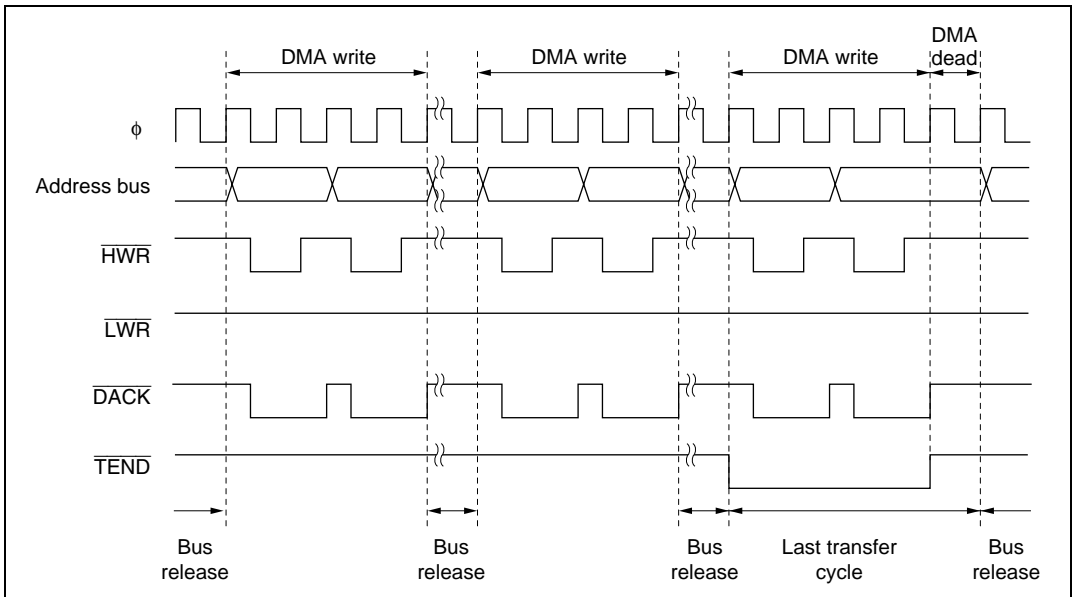 DMA write
DMA write
DMA write
DMA
dead
ϕ
Address bus
HWR
LWR
DACK
TEND
Bus
release
Bus
release
Bus
release
Last transfer
cycle
Bus
release